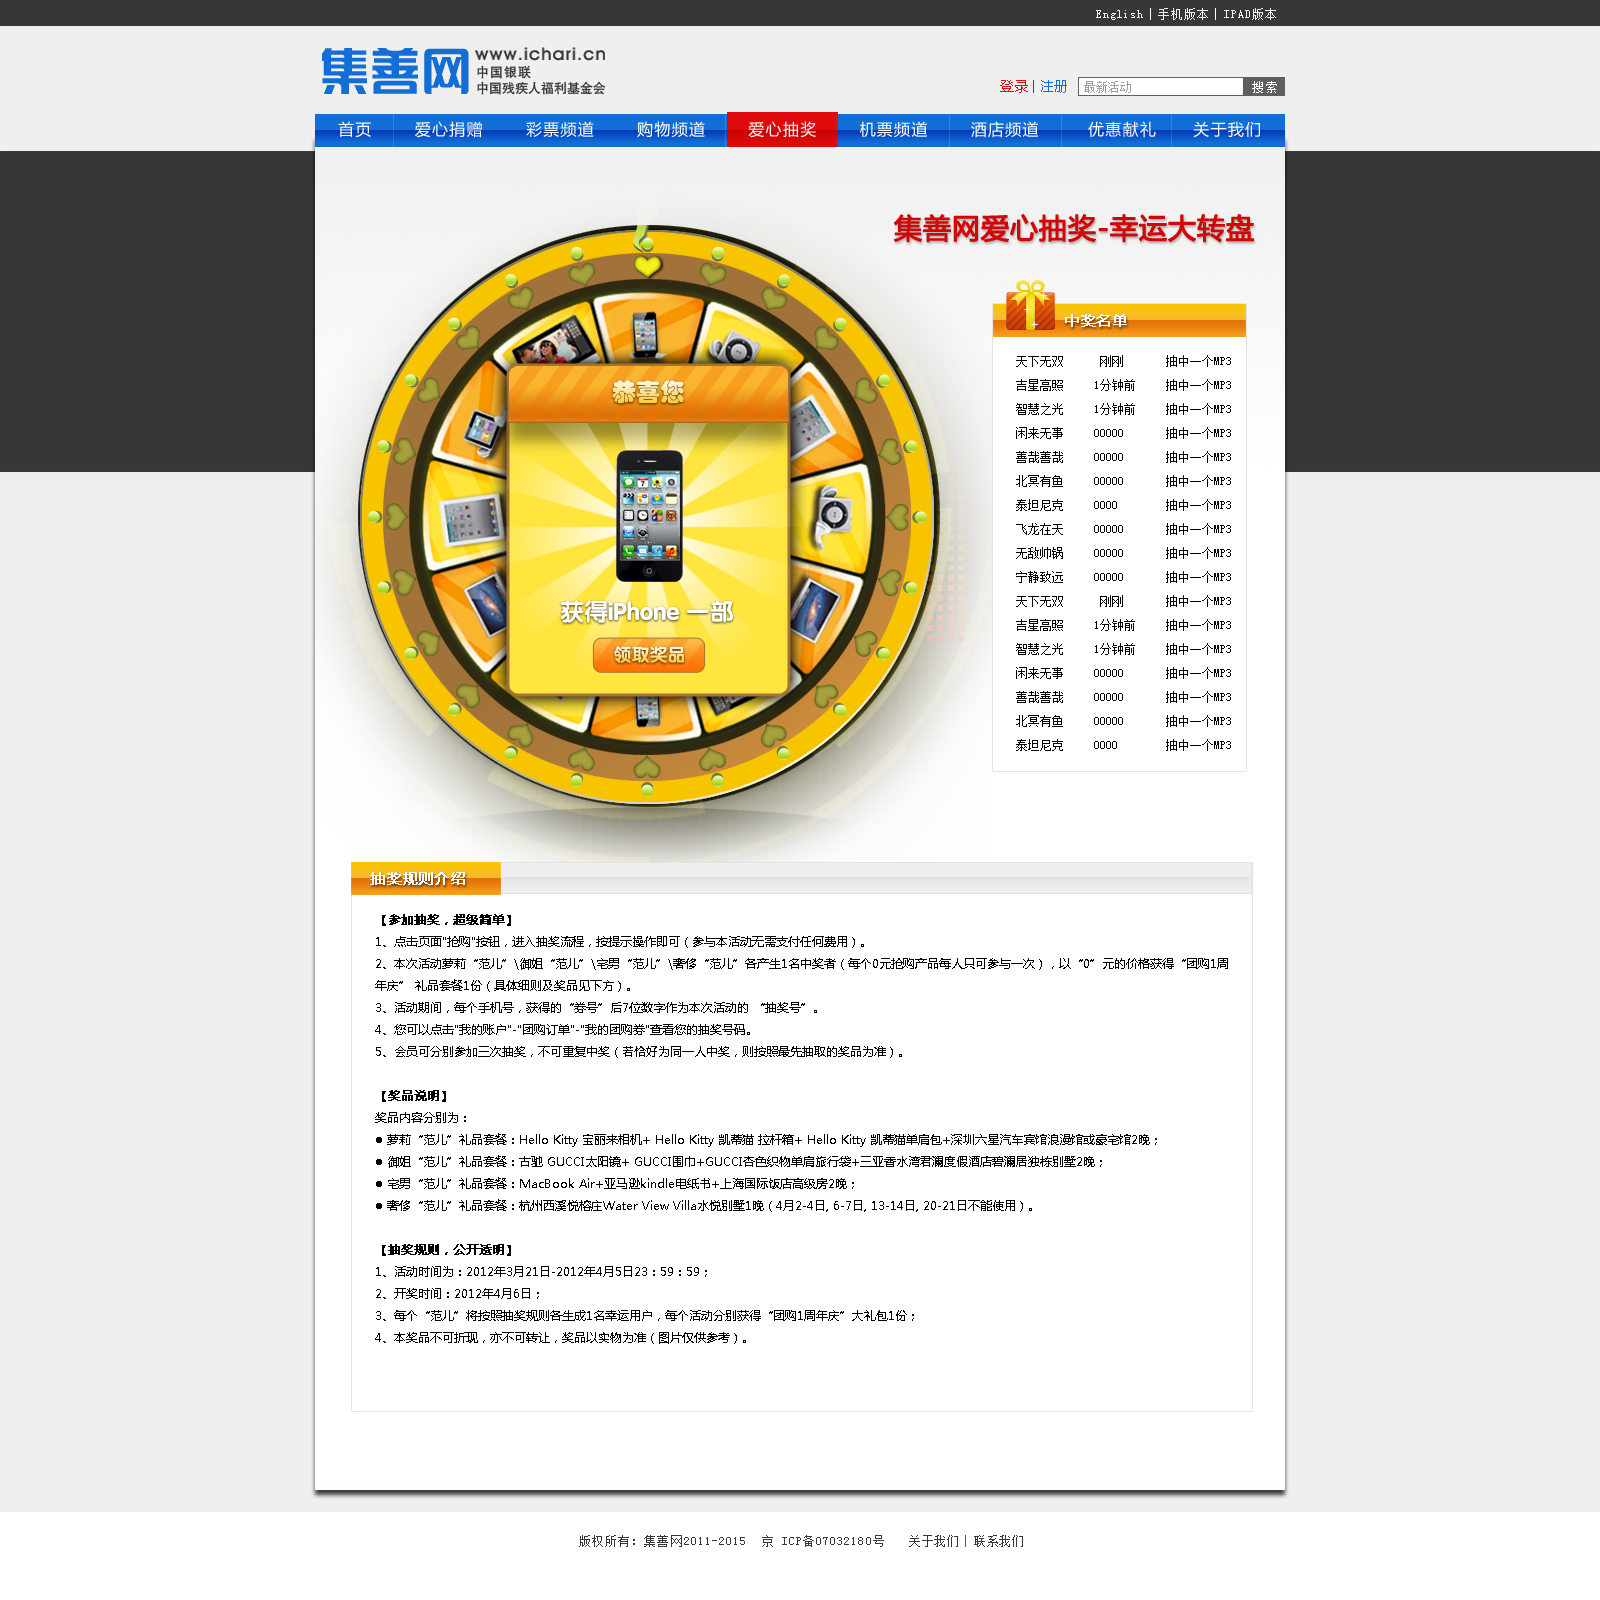 English | 手机版本 | IPAD版本
集善网 www.ichari.cn
中国银联
中国残疾人福利基金会
登录 | 注册 最新活动 搜索
首页 爱心捐赠 彩票频道 购物频道 爱心抽奖 机票频道 酒店频道 优惠献礼 关于我们
集善网爱心抽奖-幸运大转盘
中奖名单
天下无双 刚刚 抽中一个MP3
吉星高照 1分钟前 抽中一个MP3
智慧之光 1分钟前 抽中一个MP3
闲来无事 00000 抽中一个MP3
善哉善哉 00000 抽中一个MP3
北冥有鱼 00000 抽中一个MP3
泰坦尼克 0000 抽中一个MP3
飞龙在天 00000 抽中一个MP3
无敌帅锅 00000 抽中一个MP3
宁静致远 00000 抽中一个MP3
天下无双 刚刚 抽中一个MP3
吉星高照 1分钟前 抽中一个MP3
智慧之光 1分钟前 抽中一个MP3
闲来无事 00000 抽中一个MP3
善哉善哉 00000 抽中一个MP3
北冥有鱼 00000 抽中一个MP3
泰坦尼克 0000 抽中一个MP3
恭喜您
获得iPhone 一部
领取奖品
抽奖规则介绍
【参加抽奖，超级简单】
1、点击页面"抢购"按钮，进入抽奖流程，按提示操作即可（参与本活动无需支付任何费用）。
2、本次活动萝莉“范儿”\御姐“范儿”\宅男“范儿”\奢侈“范儿”各产生1名中奖者（每个0元抢购产品每人只可参与一次），以“0”元的价格获得“团购1周
年庆” 礼品套餐1份（具体细则及奖品见下方）。
3、活动期间，每个手机号，获得的“券号”后7位数字作为本次活动的 “抽奖号”。
4、您可以点击"我的账户"-"团购订单"-"我的团购券"查看您的抽奖号码。
5、会员可分别参加三次抽奖，不可重复中奖（若恰好为同一人中奖，则按照最先抽取的奖品为准）。
【奖品说明】
奖品内容分别为：
● 萝莉“范儿”礼品套餐：Hello Kitty 宝丽来相机+ Hello Kitty 凯蒂猫 拉杆箱+ Hello Kitty 凯蒂猫单肩包+深圳六星汽车宾馆浪漫馆或豪宅馆2晚；
● 御姐“范儿”礼品套餐：古驰 GUCCI太阳镜+ GUCCI围巾+GUCCI杏色织物单肩旅行袋+三亚香水湾君澜度假酒店碧澜居独栋别墅2晚；
● 宅男“范儿”礼品套餐：MacBook Air+亚马逊kindle电纸书+上海国际饭店高级房2晚；
● 奢侈“范儿”礼品套餐：杭州西溪悦榕庄Water View Villa水悦别墅1晚（4月2-4日, 6-7日, 13-14日, 20-21日不能使用）。
【抽奖规则，公开透明】
1、活动时间为：2012年3月21日-2012年4月5日23：59：59；
2、开奖时间：2012年4月6日；
3、每个“范儿”将按照抽奖规则各生成1名幸运用户，每个活动分别获得“团购1周年庆”大礼包1份；
4、本奖品不可折现，亦不可转让，奖品以实物为准（图片仅供参考）。
版权所有：集善网2011-2015 京 ICP备07032180号 关于我们 | 联系我们